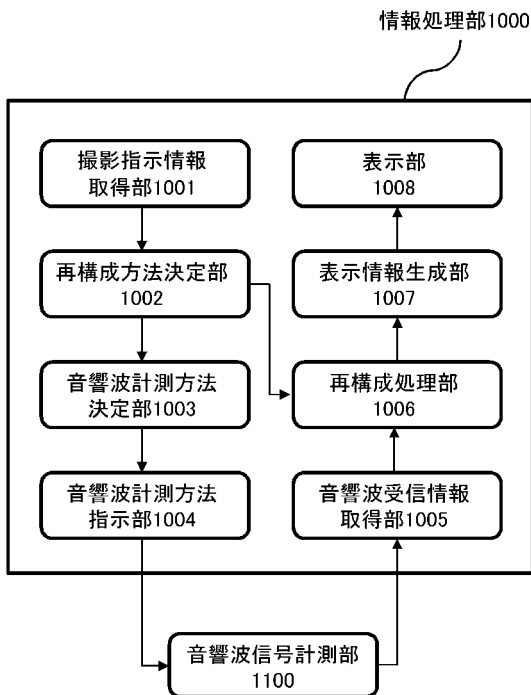 情報処理部1000
撮影指示情報
取得部1001
再構成方法決定部
1002
音響波計測方法
決定部1003
音響波計測方法
指示部1004
表示部
1008
表示情報生成部
1007
再構成処理部
1006
音響波受信情報
取得部1005
音響波信号計測部
1100